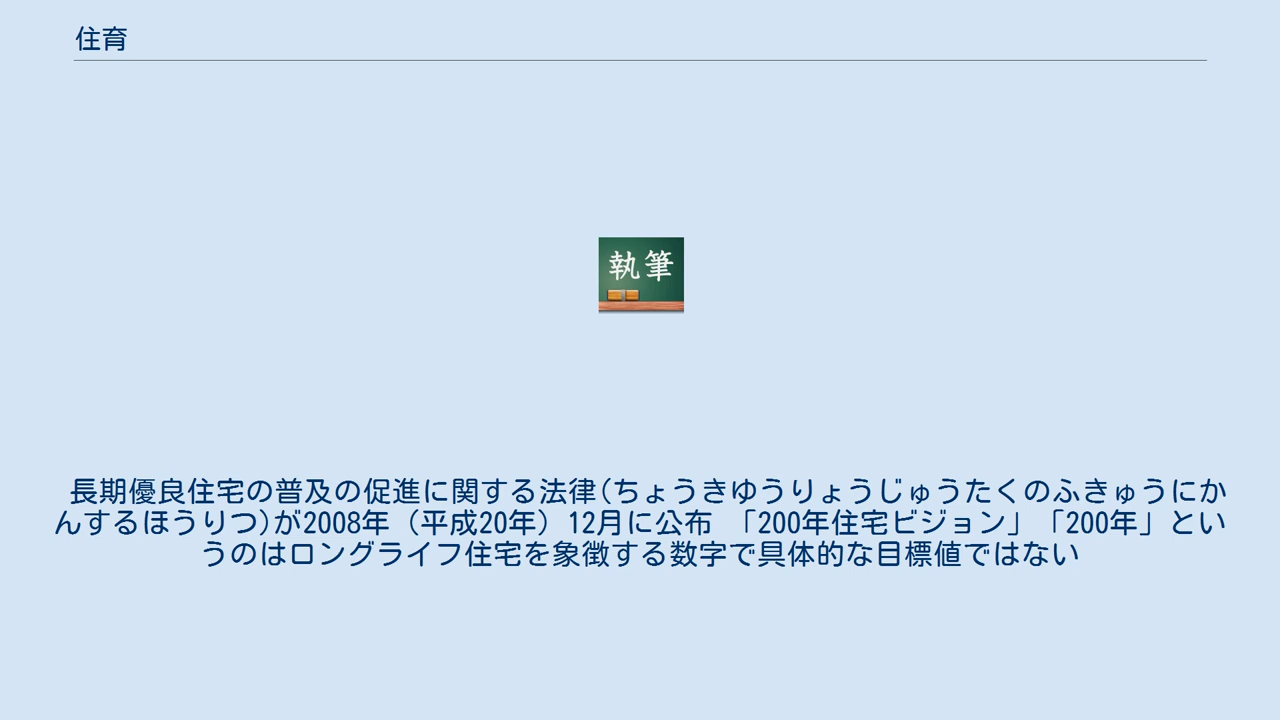 住育
執筆
長期優良住宅の普及の促進に関する法律(ちょうきゆうりょうじゅうたくのふきゅうにか
んするほうりつ)が2008年（平成20年）12月に公布 「200年住宅ビジョン」「200年」とい
うのはロングライフ住宅を象徴する数字で具体的な目標値ではない